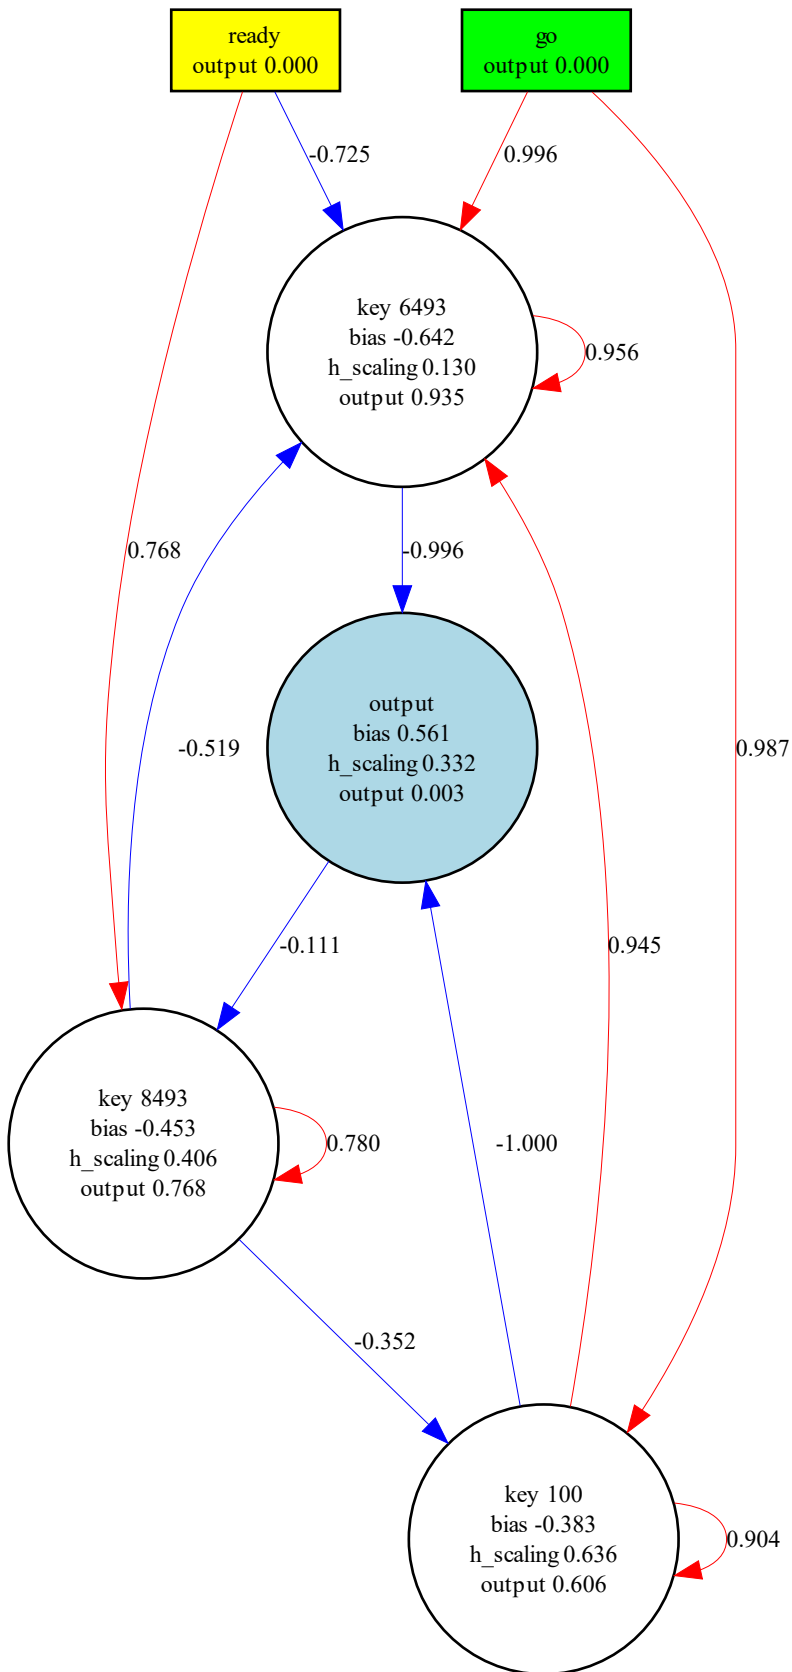 ready
output 0.000
go
output 0.000
-0.725
0.996
key 6493
bias -0.642
h_scaling 0.130
output 0.935
0.956
0.768
-0.996
output
bias 0.561
h_scaling 0.332
output 0.003
-0.519
0.987
-0.111
0.945
key 8493
bias -0.453
h_scaling 0.406
output 0.768
0.780
-1.000
-0.352
key 100
bias -0.383
h_scaling 0.636
output 0.606
0.904